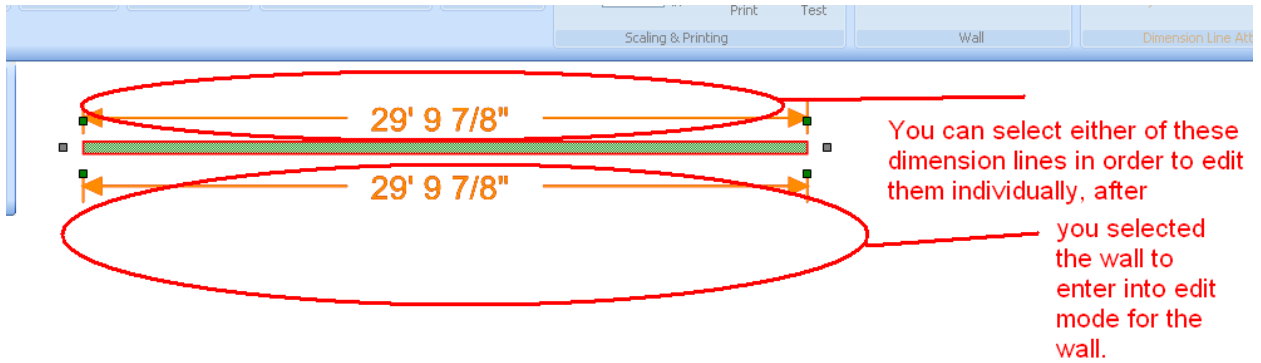 Print Test
Scaling & Printing Wall Dimension Line Att
29' 9 7/8"
29' 9 7/8"
You can select either of these
dimension lines in order to edit
them individually, after
you selected
the wall to
enter into edit
mode for the
wall.